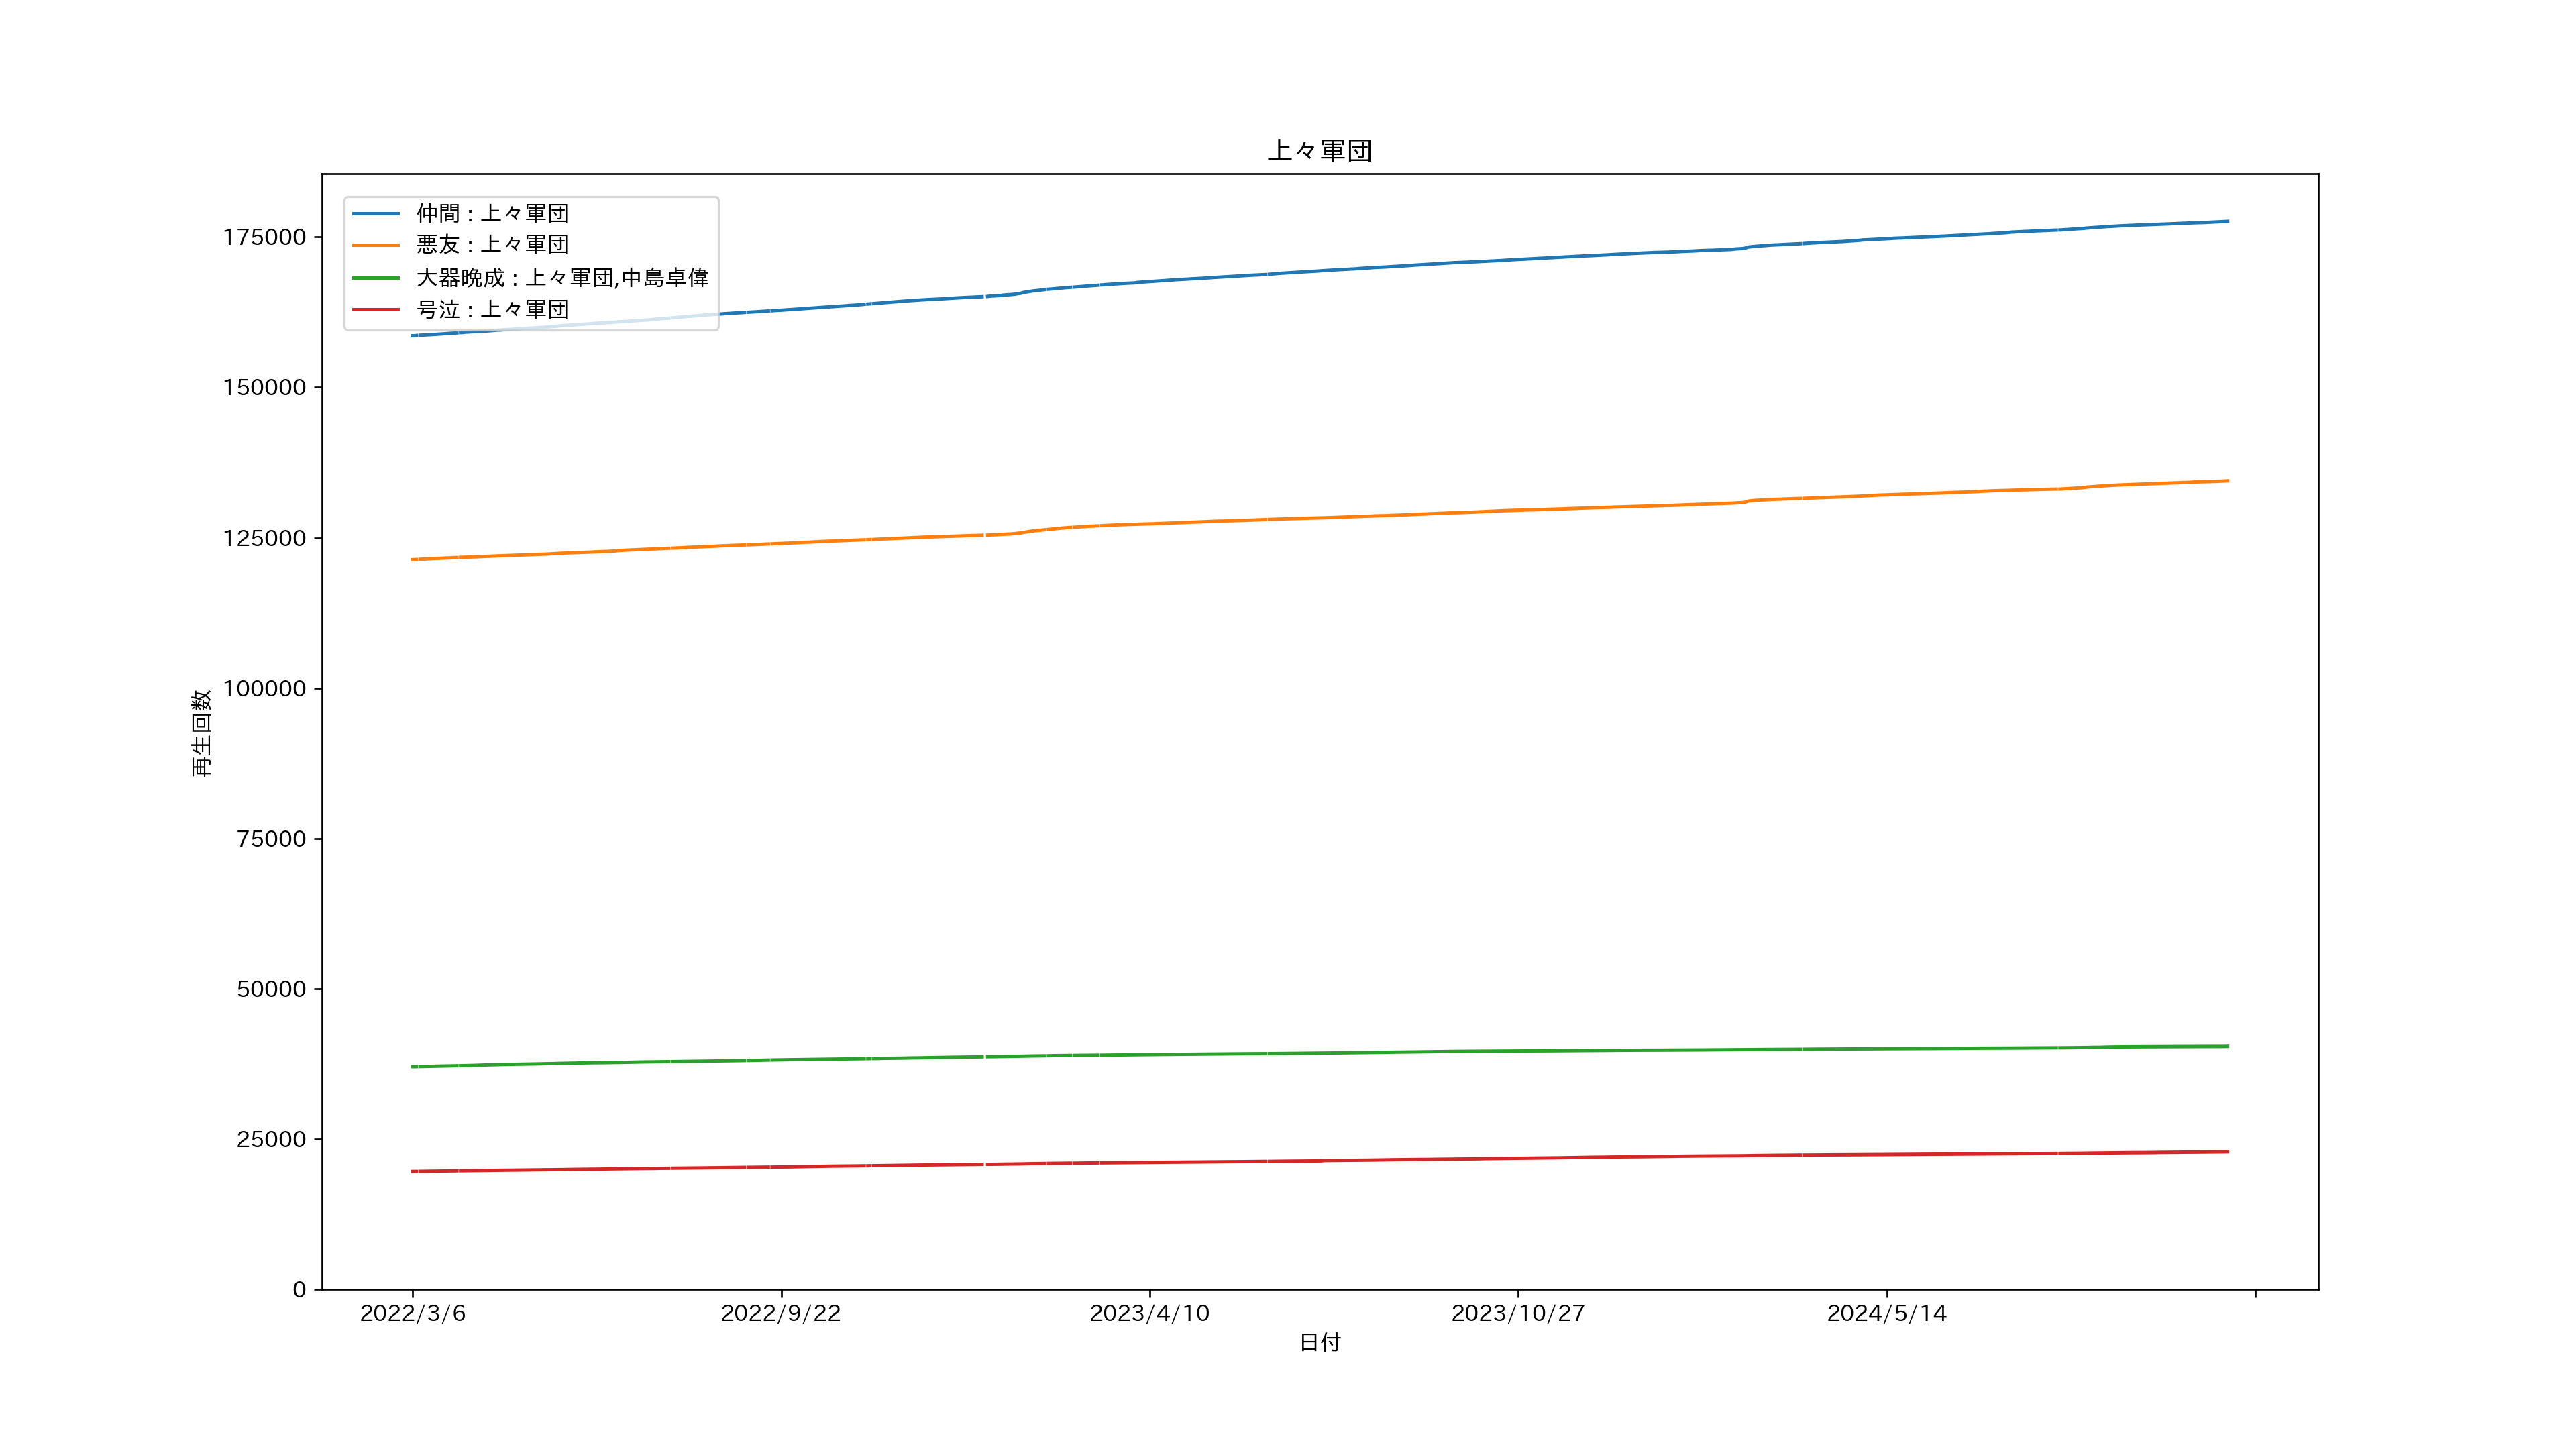 上々軍団
仲間 : 上々軍団
悪友 : 上々軍団
大器晩成 : 上々軍団,中島卓偉
号泣 : 上々軍団
175000
150000
125000
100000
75000
50000
25000
0
再生回数
2022/3/6
2022/9/22
2023/4/10
2023/10/27
2024/5/14
日付